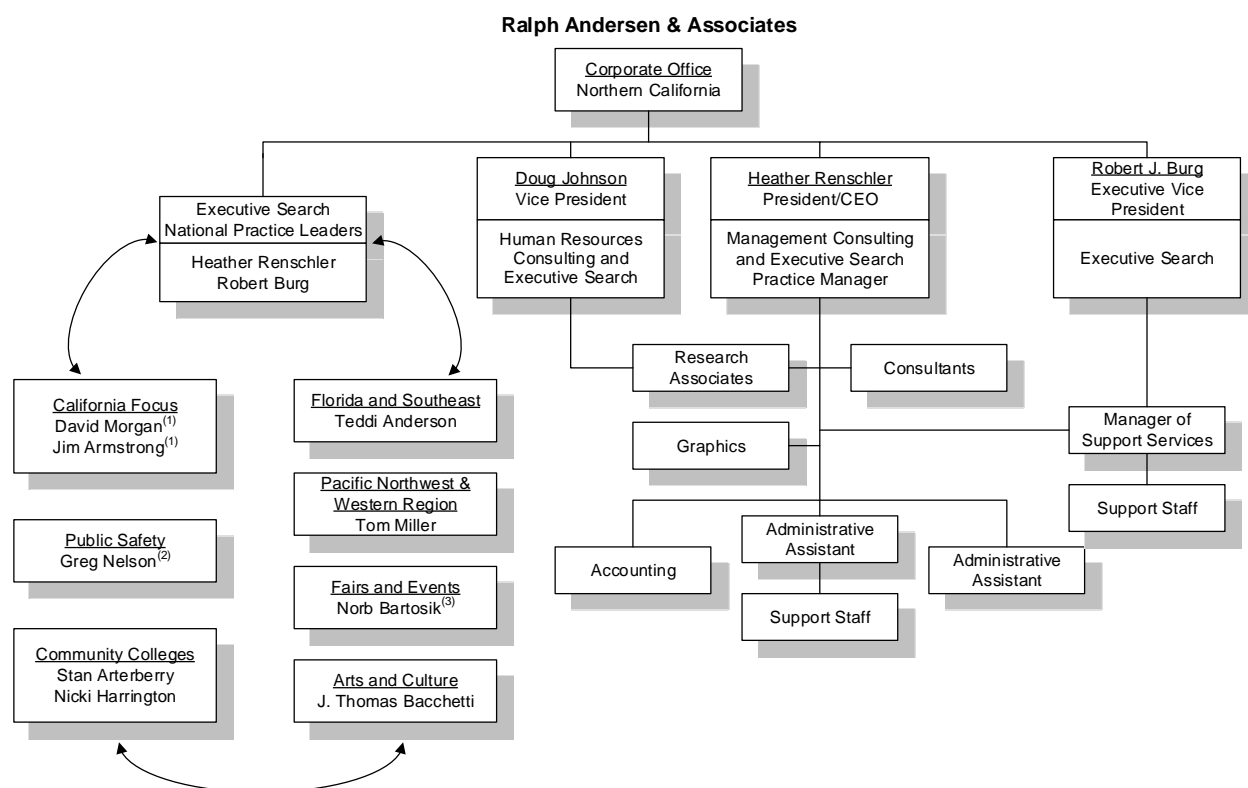 Ralph Andersen & Associates
Corporate Office
Northern California
Executive Search
National Practice Leaders
Heather Renschler
Robert Burg
Doug Johnson
Vice President
Human Resources
Consulting and
Executive Search
Heather Renschler
President/CEO
Management Consulting
and Executive Search
Practice Manager
Robert J. Burg
Executive Vice
President
Executive Search
Research
Associates
Consultants
Graphics
Manager of
Support Services
Support Staff
Accounting
Administrative
Assistant
Support Staff
Administrative
Assistant
California Focus
David Morgan(1)
Jim Armstrong(1)
Public Safety
Greg Nelson(2)
Community Colleges
Stan Arterberry
Nicki Harrington
Florida and Southeast
Teddi Anderson
Pacific Northwest &
Western Region
Tom Miller
Fairs and Events
Norb Bartosik(3)
Arts and Culture
J. Thomas Bacchetti